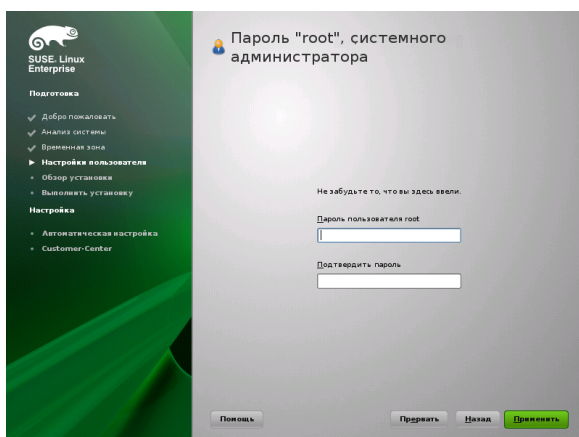 SUSE. Linux
Enterprise
Подготовка
Добро пожаловать
Анализ системы
Временная зона
Настройки пользователя
Обзор установки
Выполнить установку
Настройка
Автоматическая настройка
Customer-Center
Пароль "root", системного
администратора
Не забудьте то, что вы здесь ввели.
Пароль пользователя root
Подтвердить пароль
Помощь
Прервать
Назад
Применить